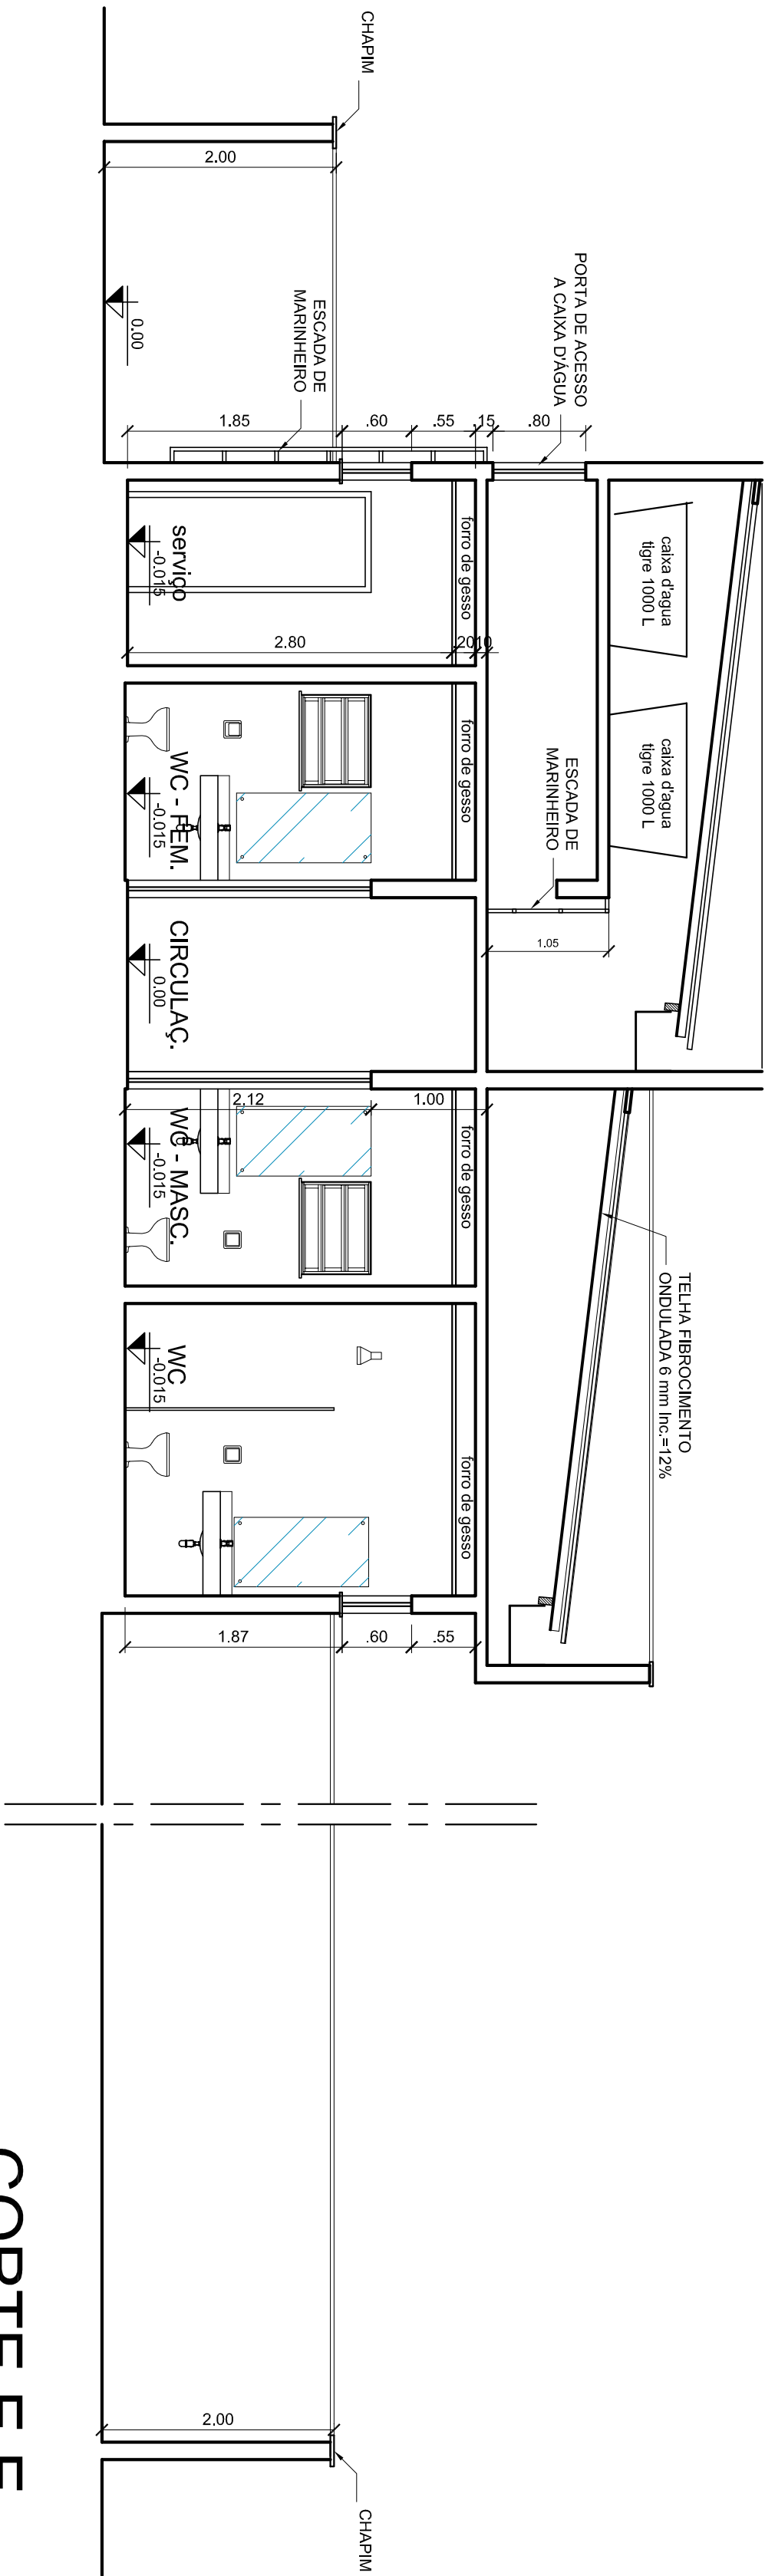 CHAPIM
2.00
0.00
ESCADA DE
MARINHEIRO
PORTA DE ACESSO
A CAIXA D'ÁGUA
1.85
.60
.55
.15
.80
serviço
-0.015
forro de gesso
2.80
.20
.10
caixa d'agua
tigre 1000 L
caixa d'agua
tigre 1000 L
WC - FEM.
-0.015
forro de gesso
ESCADA DE
MARINHEIRO
1.05
CIRCULAÇ.
0.00
2.12
1.00
WC - MASC.
-0.015
forro de gesso
TELHA FIBROCIMENTO
ONDULADA 6 mm Inc.=12%
WC
-0.015
forro de gesso
1.87
.60
.55
2.00
CHAPIM